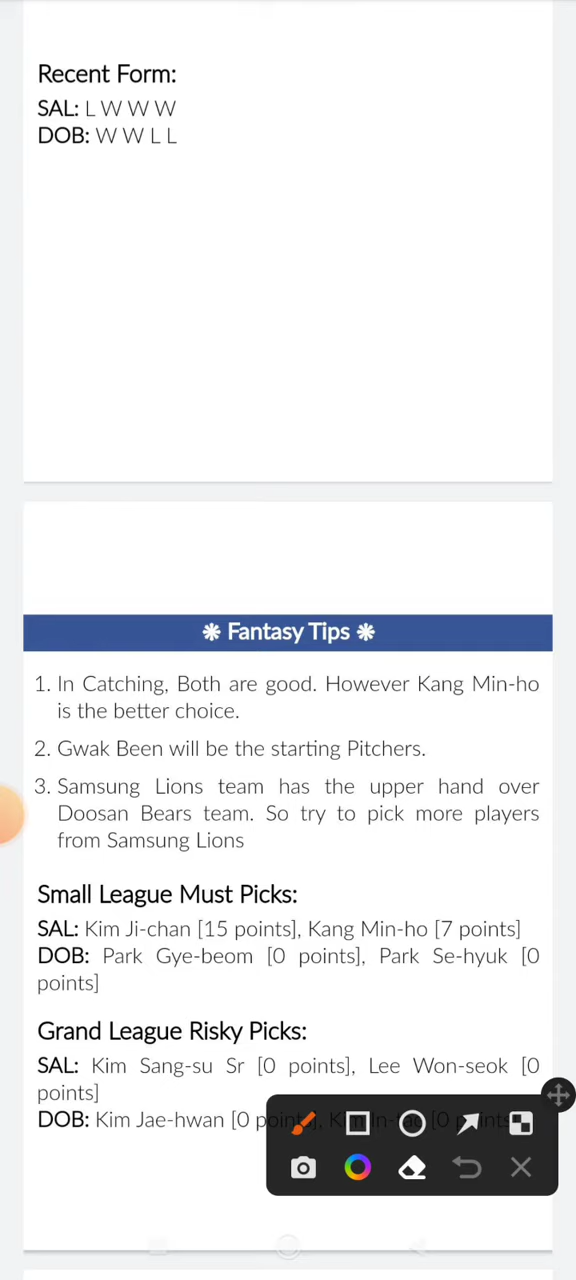 Recent Form:
SAL: L W W W
DOB: W W L L
❋ Fantasy Tips ❋
1. In Catching, Both are good. However Kang Min-ho
is the better choice.
2. Gwak Been will be the starting Pitchers.
3. Samsung Lions team has the upper hand over
Doosan Bears team. So try to pick more players
from Samsung Lions
Small League Must Picks:
SAL: Kim Ji-chan [15 points], Kang Min-ho [7 points]
DOB: Park Gye-beom [0 points], Park Se-hyuk [0
points]
Grand League Risky Picks:
SAL: Kim Sang-su Sr [0 points], Lee Won-seok [0
points]
DOB: Kim Jae-hwan [0 points], [0 points]